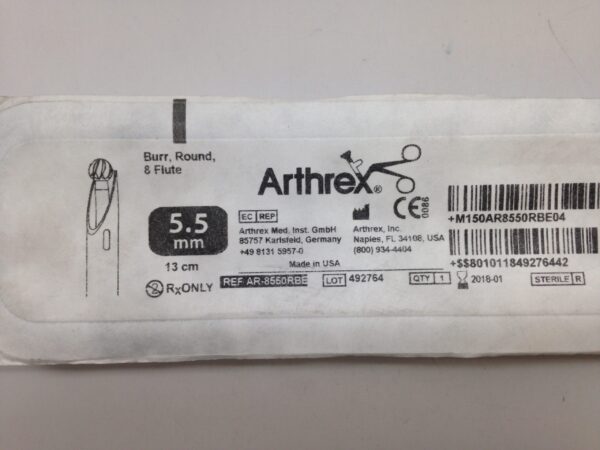 Burr, Round,
8 Flute
5.5
mm
13 cm
RxONLY
Arthrex®
EC REP
Arthrex Med. Inst. GmbH
85757 Karlsfeld, Germany
+49 8131 5957-0
Arthrex, Inc.
Naples, FL 34108, USA
(800) 934-4404
Made in USA
CE 0086
+M150AR8550RBE04
+$$801011849276442
REF AR-8550RBE
LOT 492764
QTY 1
2018-01
STERILE R